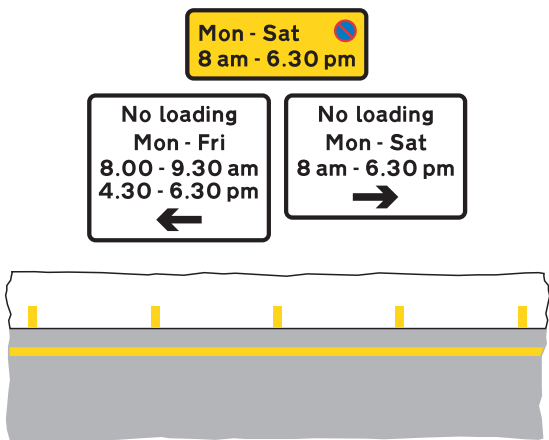 Mon - Sat
8 am - 6.30 pm
No loading
Mon - Fri
8.00 - 9.30 am
4.30 - 6.30 pm
No loading
Mon - Sat
8 am - 6.30 pm